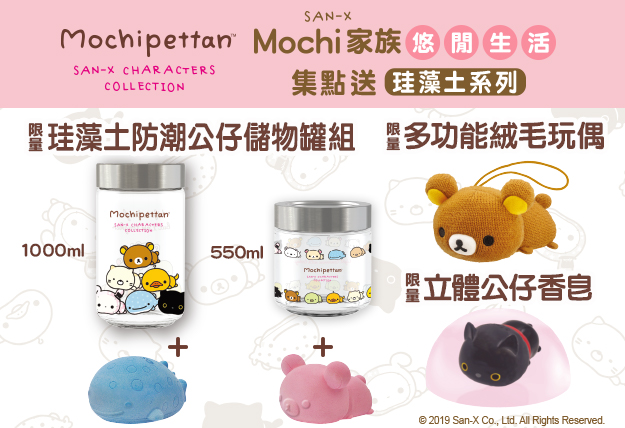 Mochipettan™
SAN-X CHARACTERS
COLLECTION
SAN-X
Mochi家族 悠閒生活
集點送 珪藻土系列
限量 珪藻土防潮公仔儲物罐組
1000ml
Mochipettan
SAN-X CHARACTERS
COLLECTION
550ml
Mochipettan
+
+
限量 多功能絨毛玩偶
限量 立體公仔香皂
© 2019 San-X Co., Ltd. All Rights Reserved.